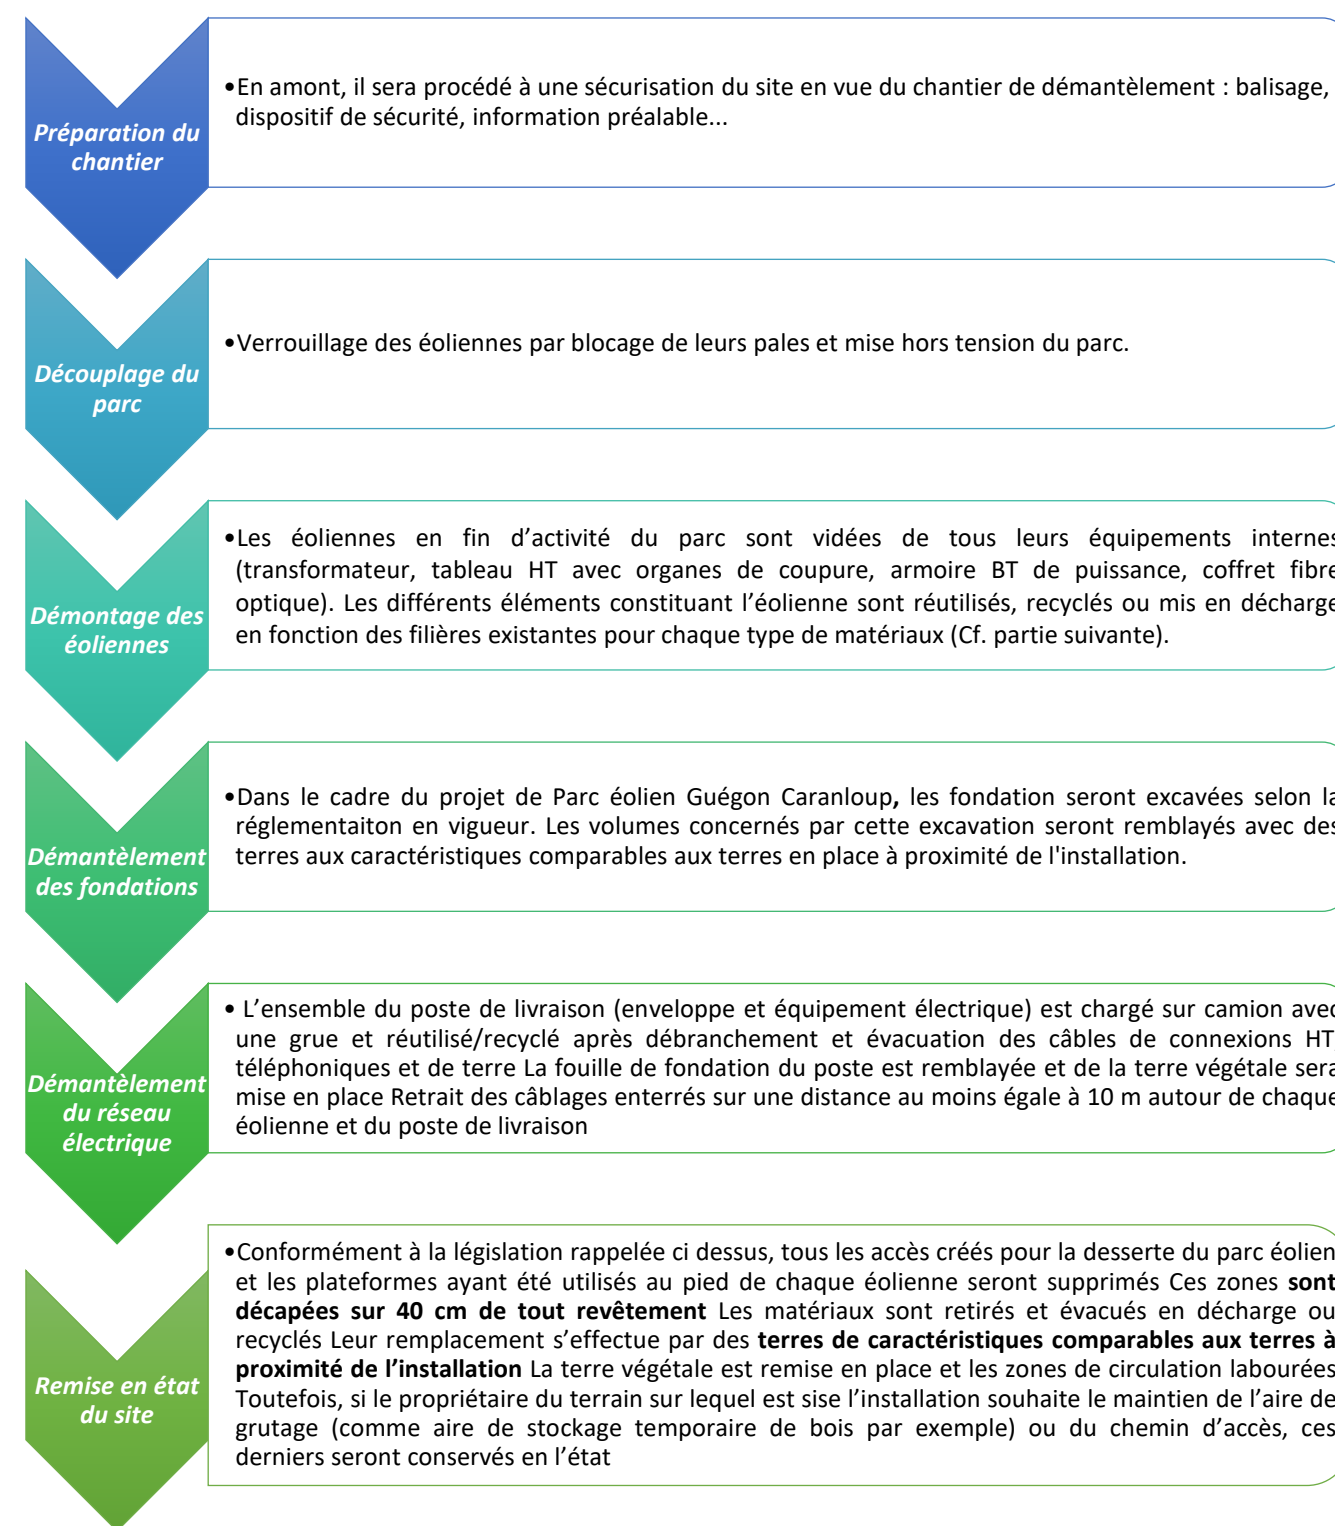 Préparation du
chantier
•En amont, il sera procédé à une sécurisation du site en vue du chantier de démantèlement : balisage,
dispositif de sécurité, information préalable...
Découplage du
parc
•Verrouillage des éoliennes par blocage de leurs pales et mise hors tension du parc.
Démontage des
éoliennes
•Les éoliennes en fin d’activité du parc sont vidées de tous leurs équipements internes
(transformateur, tableau HT avec organes de coupure, armoire BT de puissance, coffret fibre
optique). Les différents éléments constituant l’éolienne sont réutilisés, recyclés ou mis en décharge
en fonction des filières existantes pour chaque type de matériaux (Cf. partie suivante).
Démantèlement
des fondations
•Dans le cadre du projet de Parc éolien Guégon Caranloup, les fondation seront excavées selon la
réglementaiton en vigueur. Les volumes concernés par cette excavation seront remblayés avec des
terres aux caractéristiques comparables aux terres en place à proximité de l'installation.
Démantèlement
du réseau
électrique
• L’ensemble du poste de livraison (enveloppe et équipement électrique) est chargé sur camion avec
une grue et réutilisé/recyclé après débranchement et évacuation des câbles de connexions HT
téléphoniques et de terre La fouille de fondation du poste est remblayée et de la terre végétale sera
mise en place Retrait des câblages enterrés sur une distance au moins égale à 10 m autour de chaque
éolienne et du poste de livraison
Remise en état
du site
•Conformément à la législation rappelée ci dessus, tous les accès créés pour la desserte du parc éolien
et les plateformes ayant été utilisés au pied de chaque éolienne seront supprimés Ces zones sont
décapées sur 40 cm de tout revêtement Les matériaux sont retirés et évacués en décharge ou
recyclés Leur remplacement s’effectue par des terres de caractéristiques comparables aux terres à
proximité de l’installation La terre végétale est remise en place et les zones de circulation labourées
Toutefois, si le propriétaire du terrain sur lequel est sise l’installation souhaite le maintien de l’aire de
grutage (comme aire de stockage temporaire de bois par exemple) ou du chemin d’accès, ces
derniers seront conservés en l’état